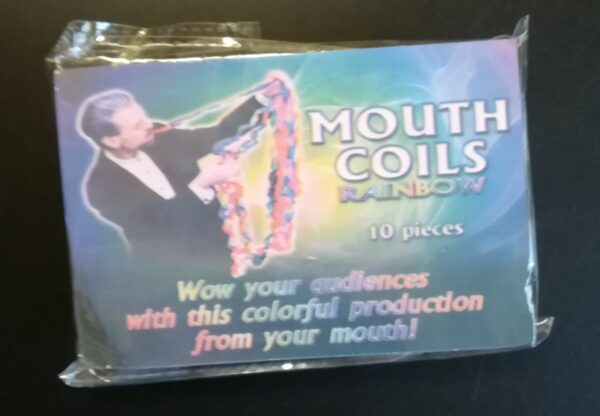 MOUTH
COILS
RAINBOW
10 pieces
Wow your audiences
with this colorful production
from your mouth!